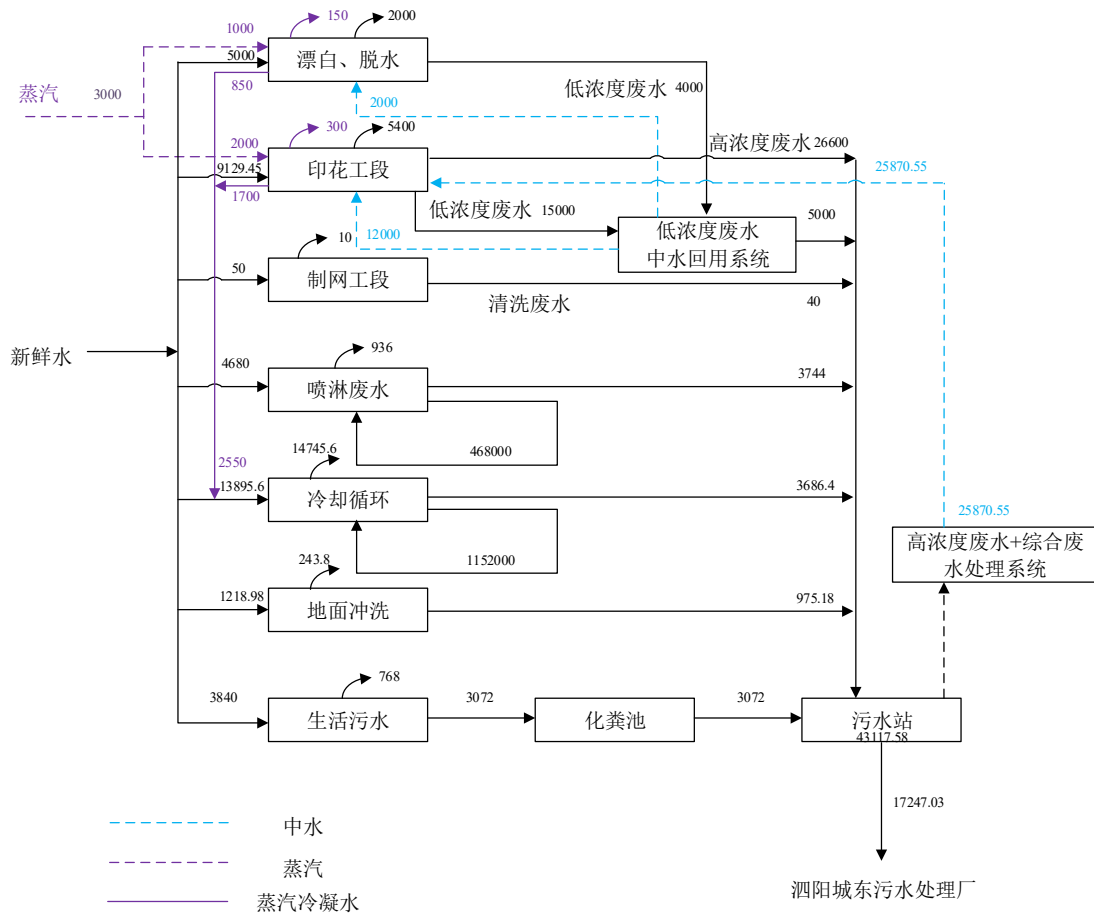 1000
150
2000
5000
漂白、脱水
850
蒸汽
3000
低浓度废水
4000
2000
2000
300
5400
高浓度废水
26600
9129.45
印花工段
25870.55
1700
低浓度废水
15000
5000
10
12000
低浓度废水
中水回用系统
50
制网工段
清洗废水
40
新鲜水
936
4680
喷淋废水
3744
468000
14745.6
2550
13895.6
冷却循环
3686.4
25870.55
高浓度废水+综合废
水处理系统
1152000
243.8
1218.98
地面冲洗
975.18
768
3840
生活污水
3072
化粪池
3072
污水站
43117.58
17247.03
中水
蒸汽
蒸汽冷凝水
泗阳城东污水处理厂